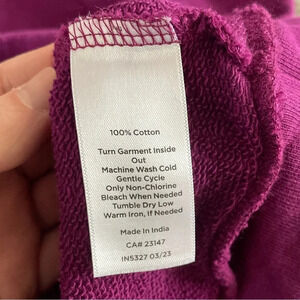 100% Cotton
Turn Garment Inside
Out
Machine Wash Cold
Gentle Cycle
Only Non-Chlorine
Bleach When Needed
Tumble Dry Low
Warm Iron, If Needed
Made In India
CA# 23147
IN5327 03/23